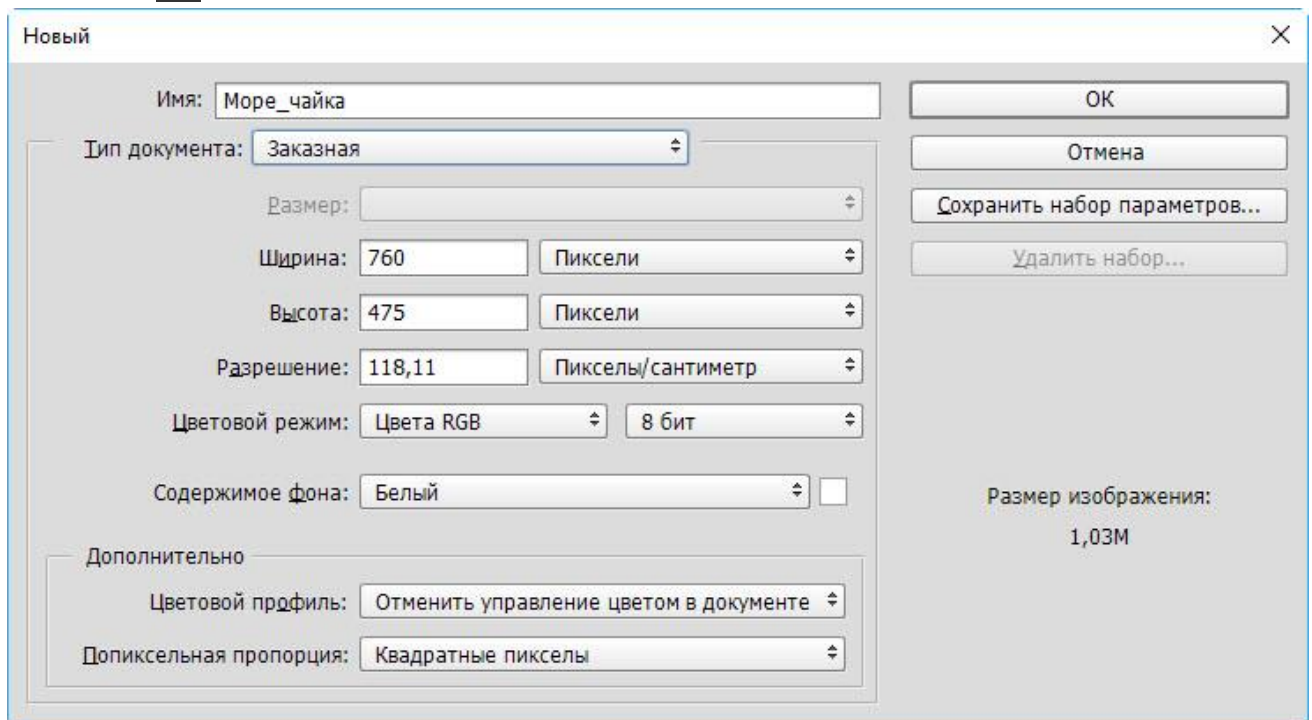 Новый
Имя: Море_чайка
ОК
Тип документа: Заказная
Отмена
Размер:
Сохранить набор параметров...
Ширина: 760 Пиксели
Удалить набор...
Высота: 475 Пиксели
Разрешение: 118,11 Пикселы/сантиметр
Цветовой режим: Цвета RGB 8 бит
Содержимое фона: Белый
Размер изображения:
1,03M
Дополнительно
Цветовой профиль: Отменить управление цветом в документе
Попиксельная пропорция: Квадратные пикселы